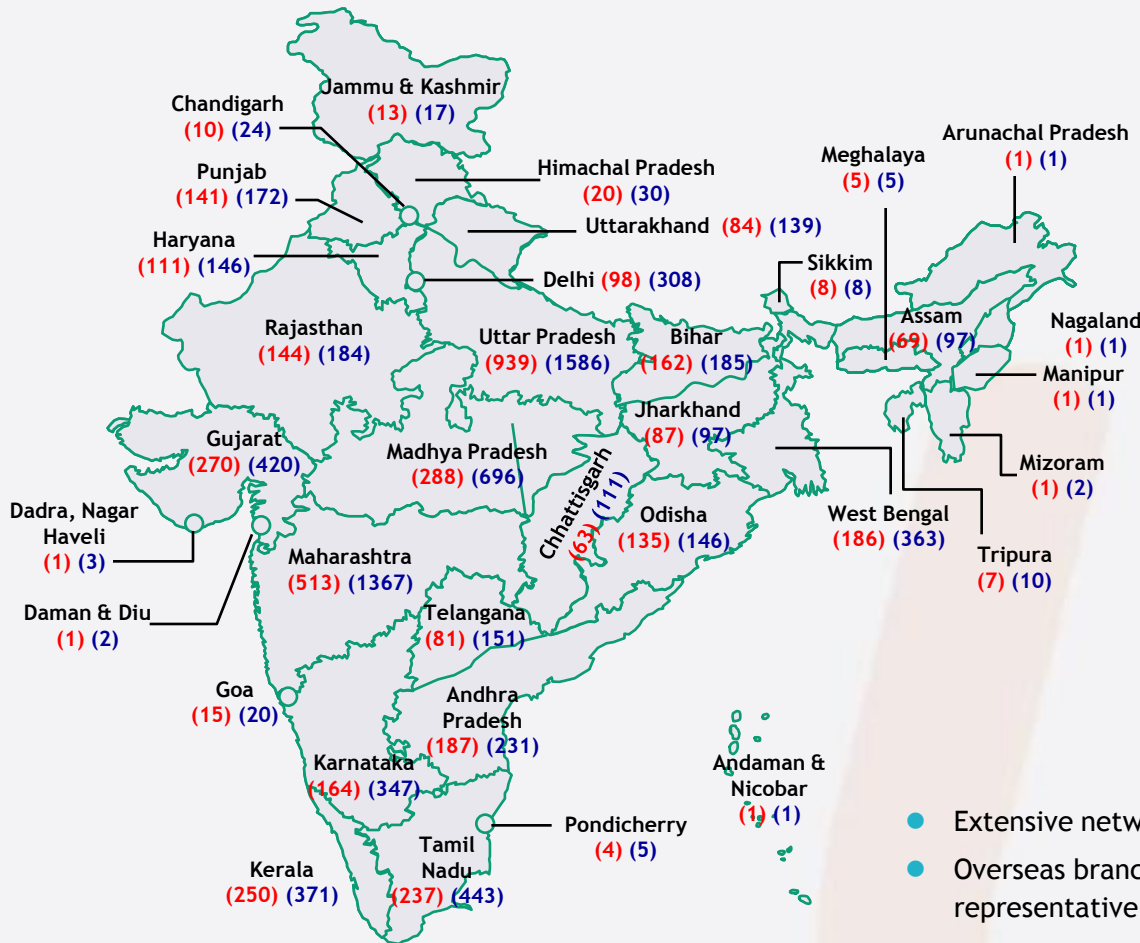 Jammu & Kashmir
(13) (17)
Chandigarh
(10) (24)
Arunachal Pradesh
(1) (1)
Meghalaya
(5) (5)
Himachal Pradesh
(20) (30)
Punjab
(141) (172)
Uttarakhand (84) (139)
Haryana
(111) (146)
Sikkim
(8) (8)
Delhi (98) (308)
Assam
(69) (97)
Nagaland
(1) (1)
Rajasthan
(144) (184)
Uttar Pradesh
(939) (1586)
Bihar
(162) (185)
Manipur
(1) (1)
Jharkhand
(87) (97)
Gujarat
(270) (420)
Madhya Pradesh
(288) (696)
Mizoram
(1) (2)
Chhattisgarh
(63) (111)
Dadra, Nagar
Haveli
(1) (3)
Odisha
(135) (146)
West Bengal
(186) (363)
Maharashtra
(513) (1367)
Tripura
(7) (10)
Daman & Diu
(1) (2)
Telangana
(81) (151)
Goa
(15) (20)
Andhra
Pradesh
(187) (231)
Karnataka
(164) (347)
Andaman &
Nicobar
(1) (1)
Pondicherry
(4) (5)
Tamil
Nadu
(237) (443)
Kerala
(250) (371)
Extensive netw
Overseas branc
representative